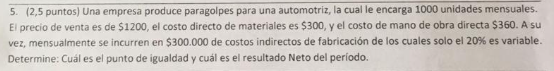 5. (2,5 puntos) Una empresa produce paragolpes para una automotriz, la cual le encarga 1000 unidades mensuales.
El precio de venta es de $1200, el costo directo de materiales es $300, y el costo de mano de obra directa $360. A su
vez, mensualmente se incurren en $300.000 de costos indirectos de fabricación de los cuales solo el 20% es variable.
Determine: Cuál es el punto de igualdad y cuál es el resultado Neto del período.